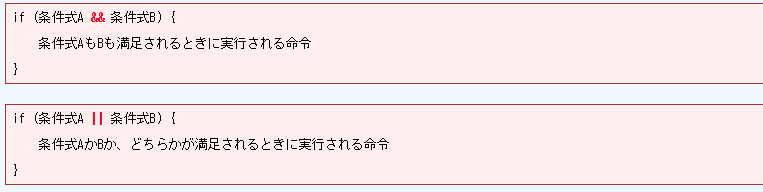 if (条件式A && 条件式B) {
条件式AもBも満足されるときに実行される命令
}
if (条件式A || 条件式B) {
条件式AかBか、どちらかが満足されるときに実行される命令
}